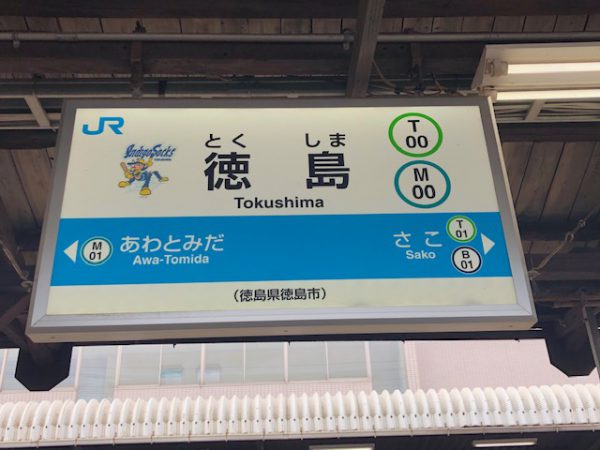 JR
IndigoSocks
とく しま
徳島
Tokushima
T
00
M
00
M
01
あわとみだ
Awa-Tomida
さこ
Sako
T
01
B
01
(徳島県徳島市)